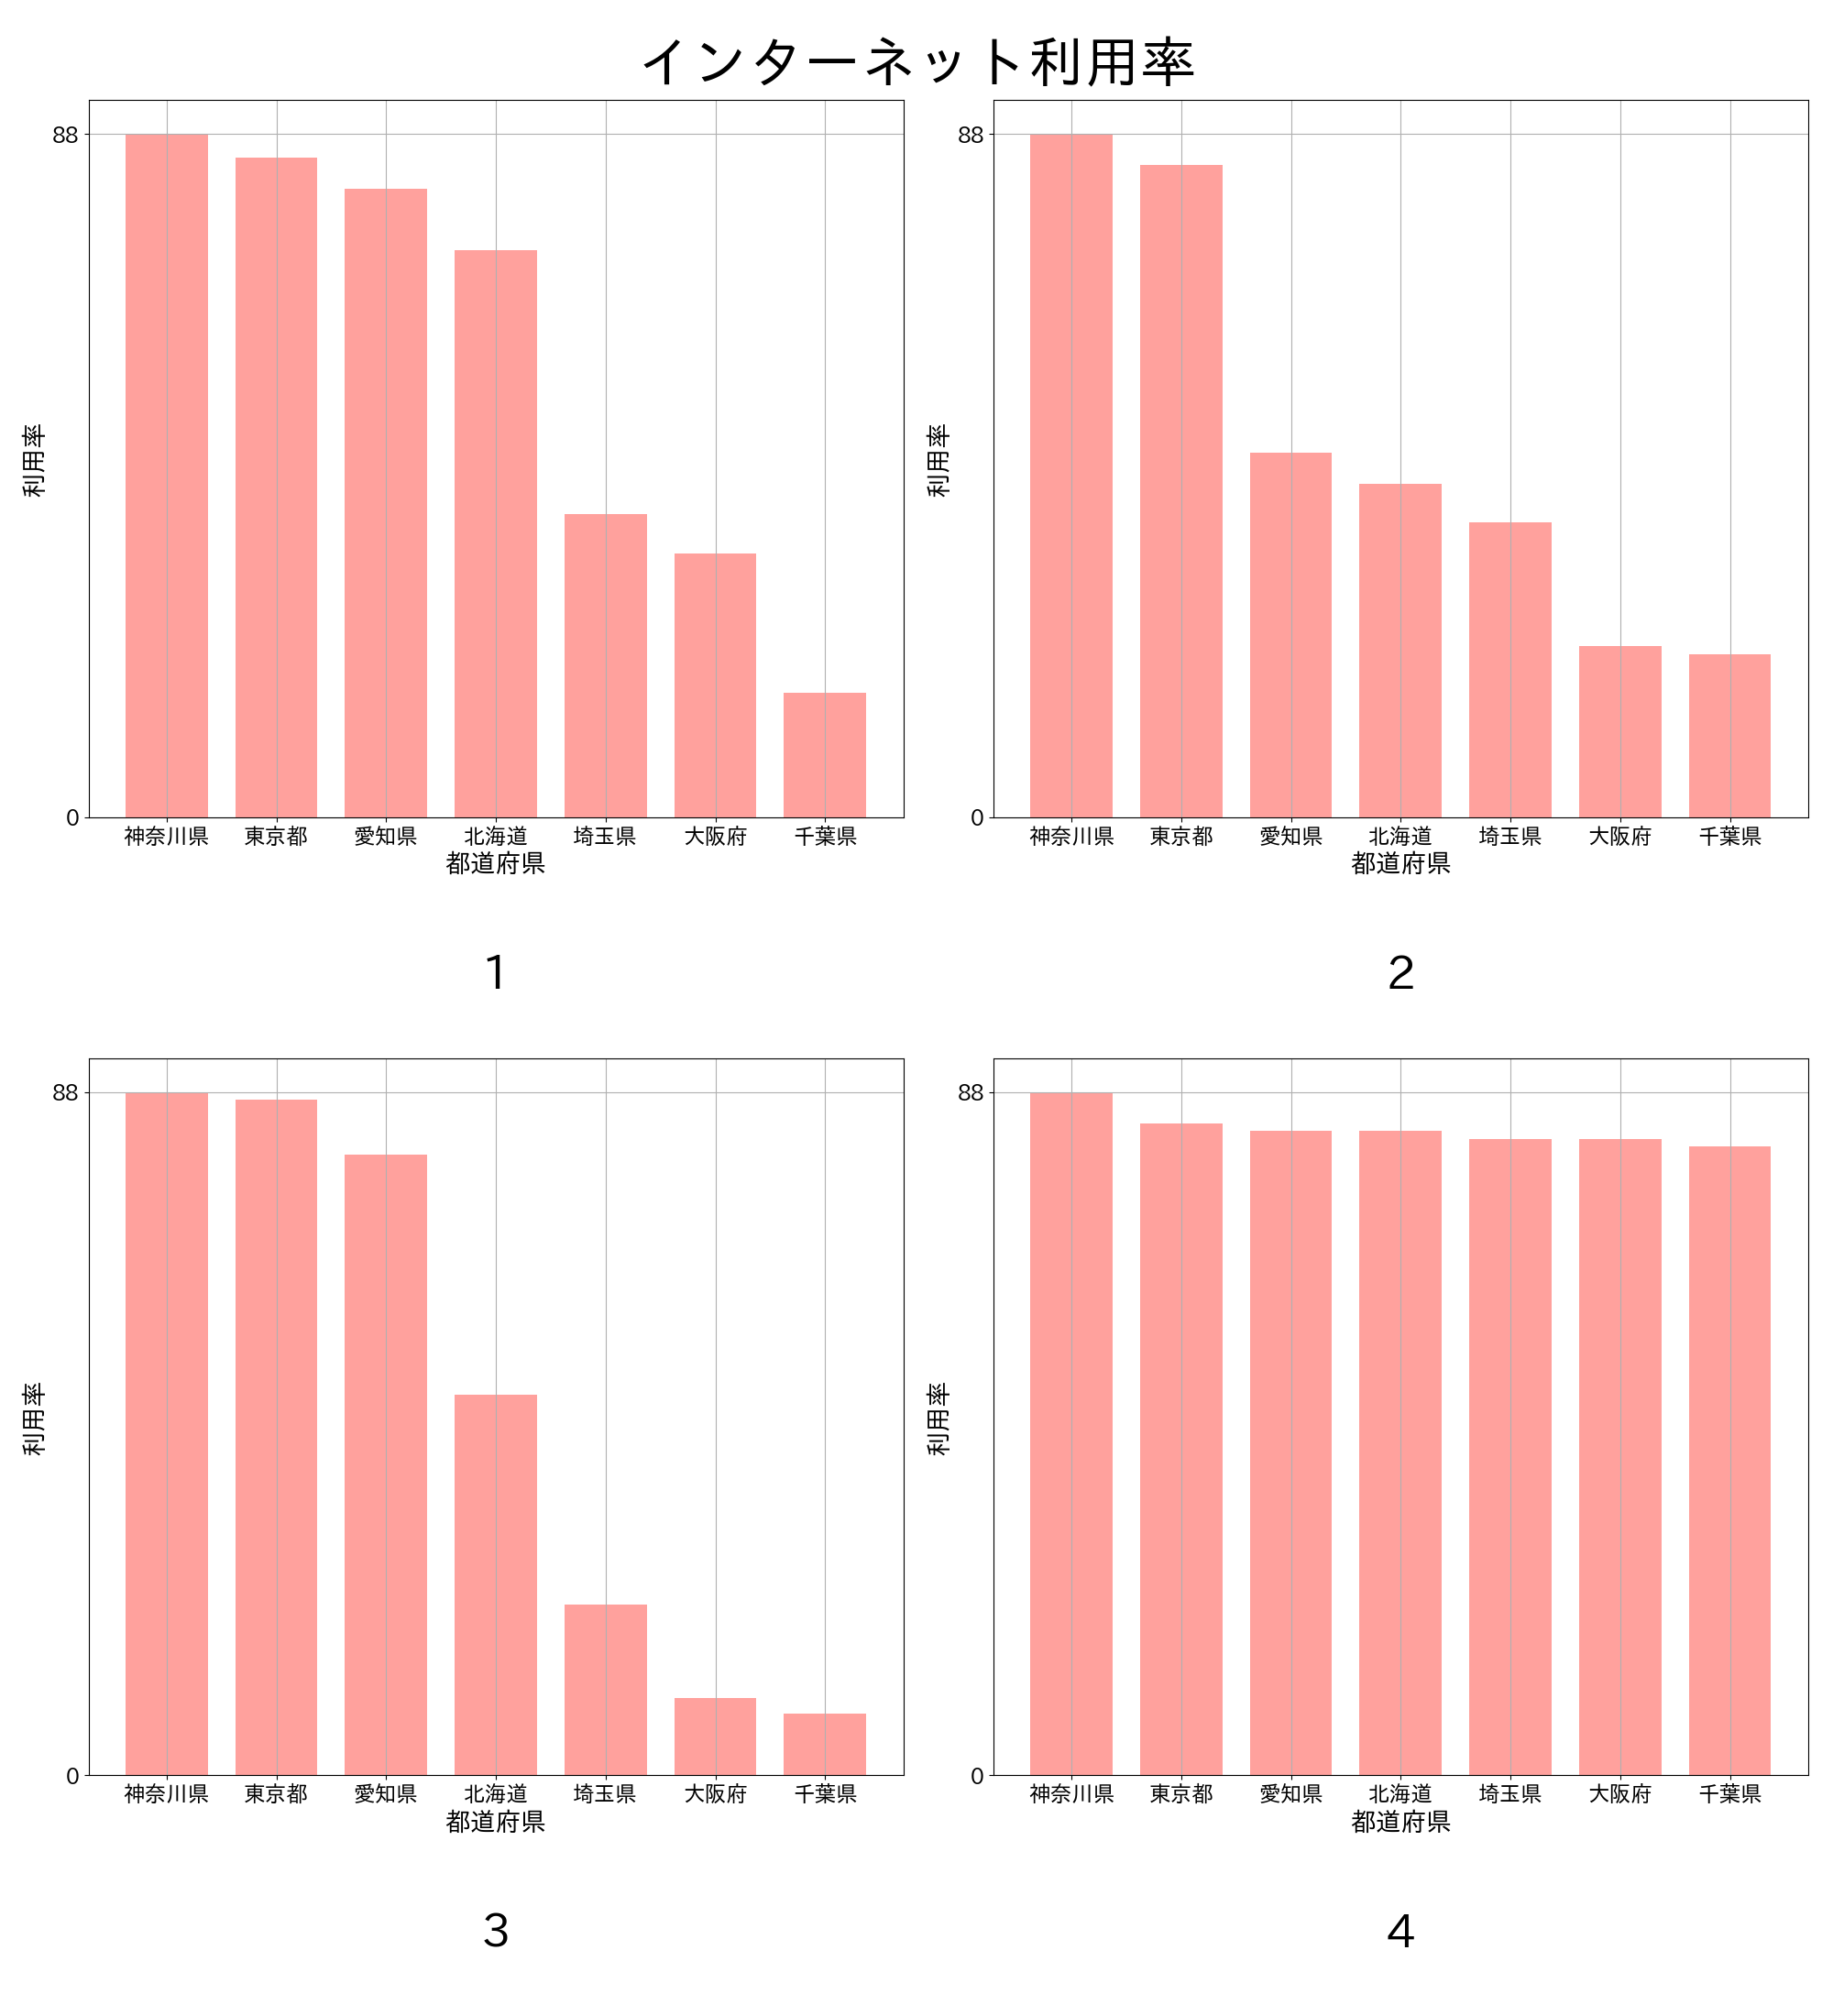 インターネット利用率
88
0
利用率
神奈川県 東京都 愛知県 北海道 埼玉県 大阪府 千葉県
都道府県
1
88
0
利用率
神奈川県 東京都 愛知県 北海道 埼玉県 大阪府 千葉県
都道府県
2
88
0
利用率
神奈川県 東京都 愛知県 北海道 埼玉県 大阪府 千葉県
都道府県
3
88
0
利用率
神奈川県 東京都 愛知県 北海道 埼玉県 大阪府 千葉県
都道府県
4